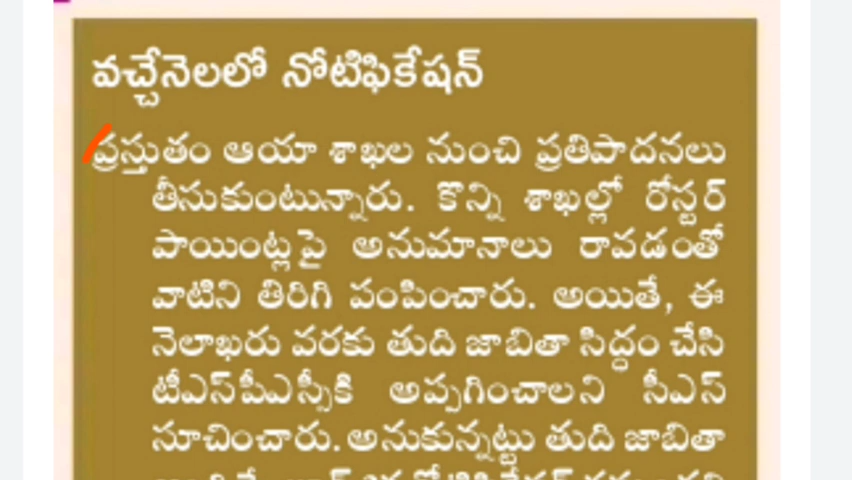 వచ్చేనెలలో నోటిఫికేషన్
ప్రస్తుతం ఆయా శాఖల నుంచి ప్రతిపాదనలు
తీసుకుంటున్నారు. కొన్ని శాఖల్లో రోస్టర్
పాయింట్లపై అనుమానాలు రావడంతో
వాటిని తిరిగి పంపించారు. అయితే, ఈ
నెలాఖరు వరకు తుది జాబితా సిద్ధం చేసి
టీఎస్‌పీఎస్సీకి అప్పగించాలని సీఎస్
సూచించారు. అనుకున్నట్టు తుది జాబితా